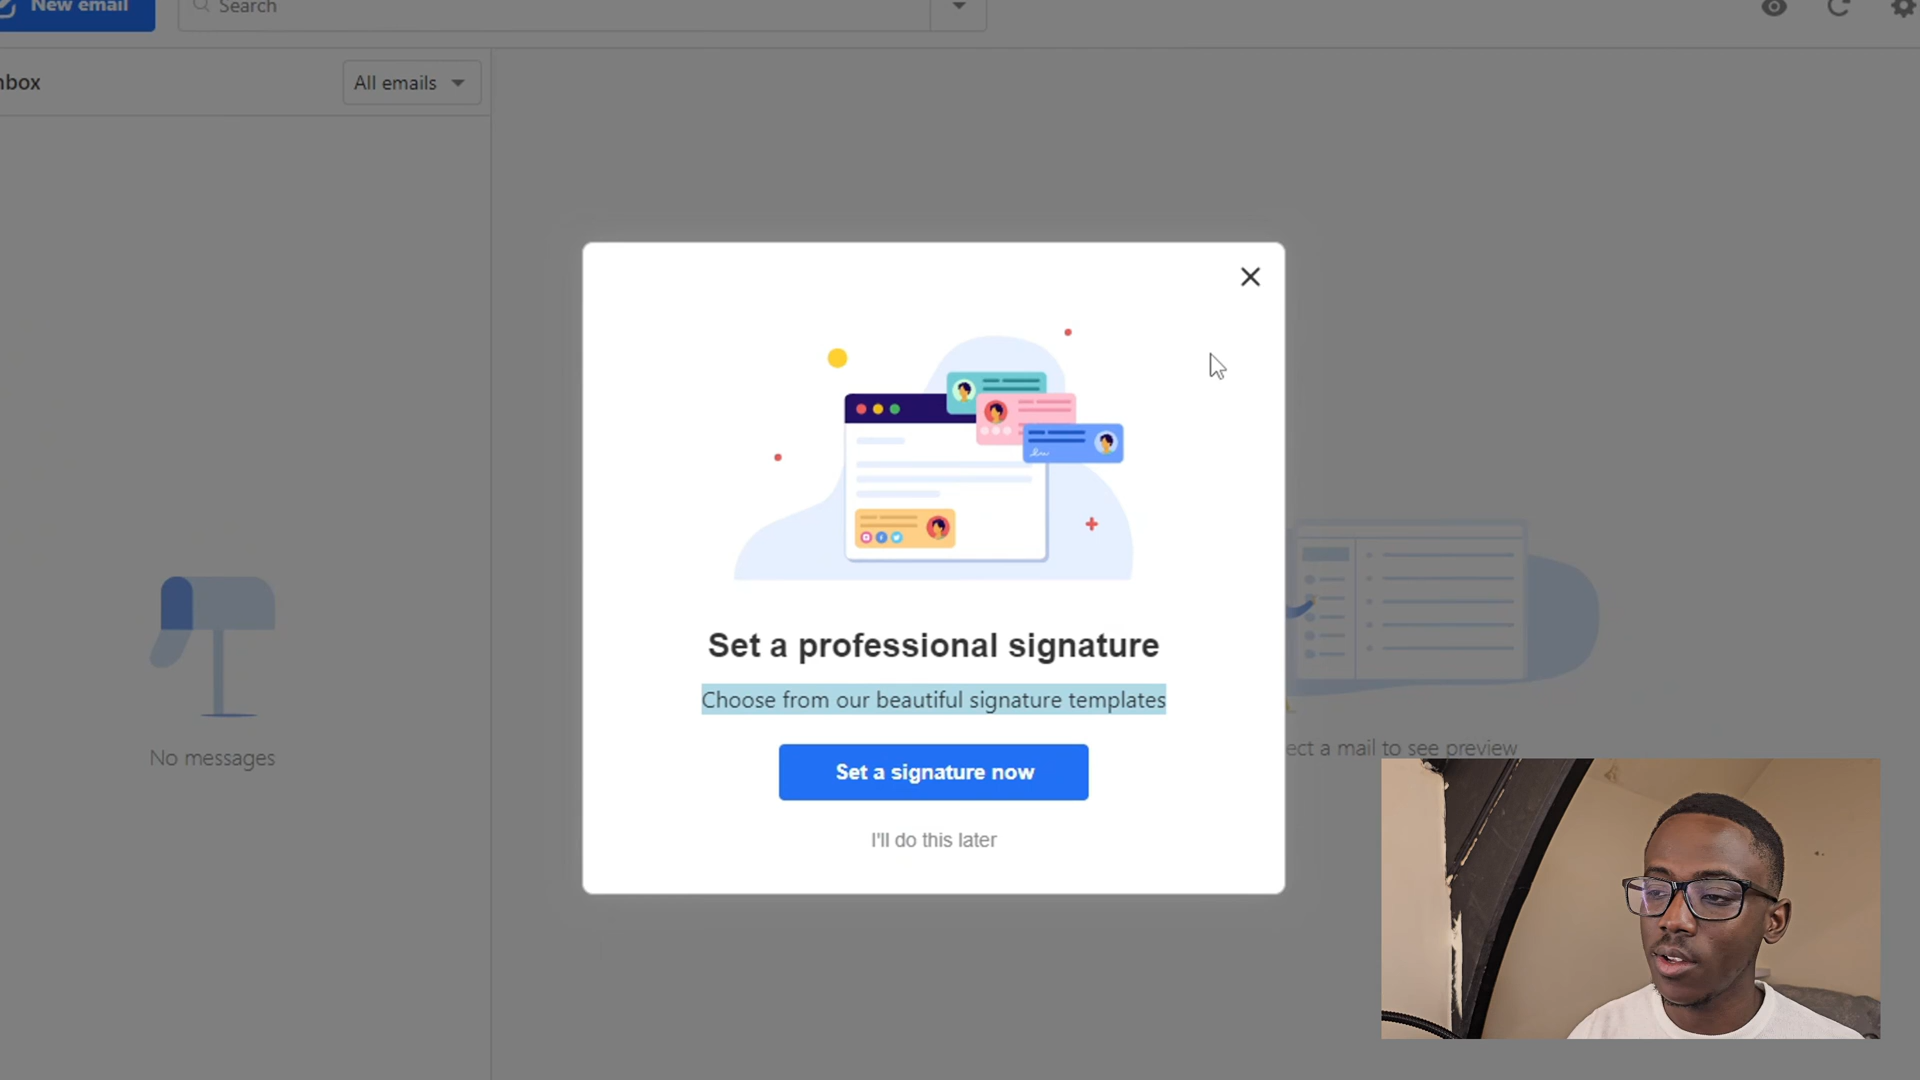 New email
Search
nbox
All emails
Set a professional signature
Choose from our beautiful signature templates
Set a signature now
I'll do this later
No messages
ect a mail to see preview